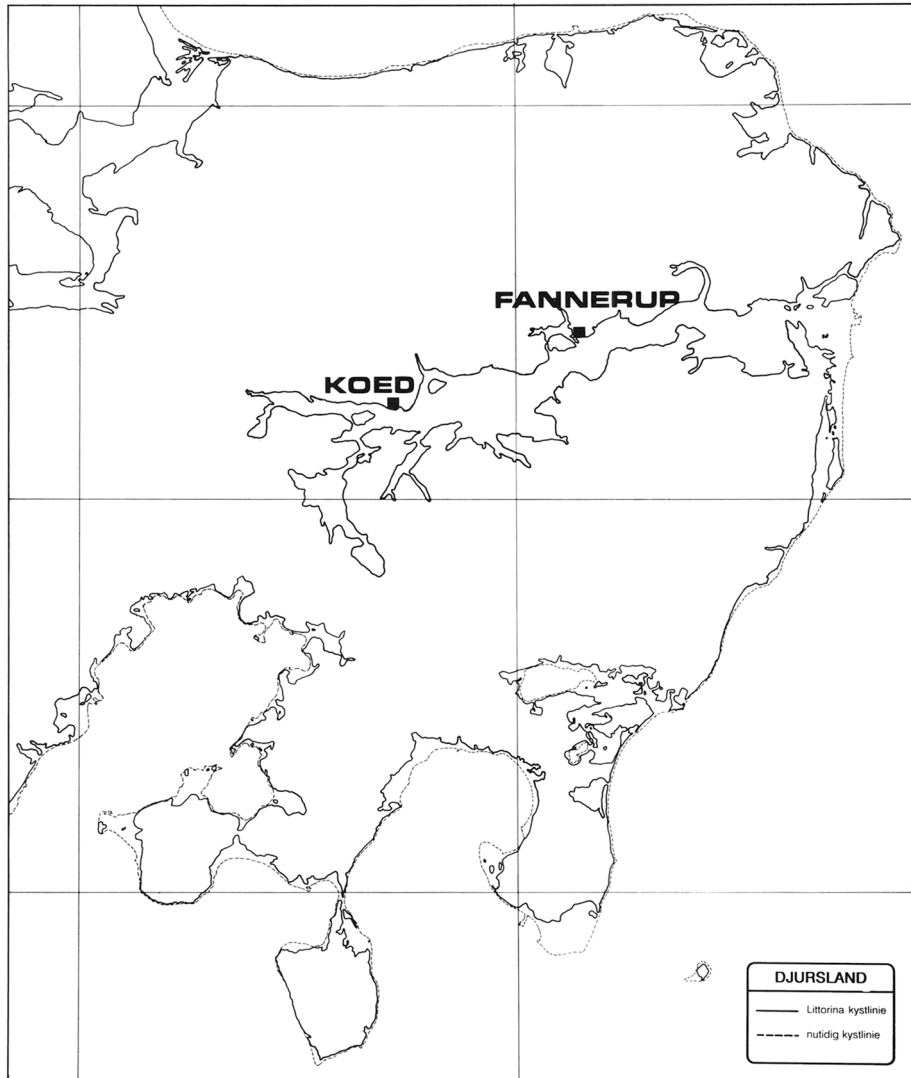 FANNERUP
KOED
DJURSLAND
Littorina kystlinie
nutidig kystlinie